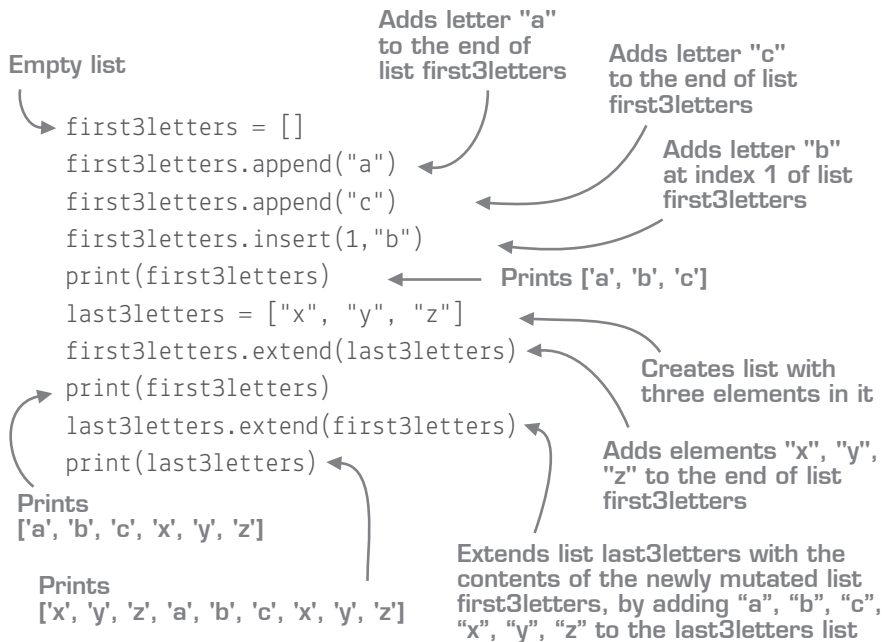 Empty list
Adds letter "a"
to the end of
list first3letters
Adds letter "c"
to the end of list
first3letters
Adds letter "b"
at index 1 of list
first3letters
first3letters = []
first3letters.append("a")
first3letters.append("c")
first3letters.insert(1,"b")
print(first3letters)
Prints ['a', 'b', 'c']
last3letters = ["x", "y", "z"]
first3letters.extend(last3letters)
print(first3letters)
last3letters.extend(first3letters)
print(last3letters)
Creates list with
three elements in it
Adds elements "x", "y",
"z" to the end of list
first3letters
Prints
['a', 'b', 'c', 'x', 'y', 'z']
Prints
['x', 'y', 'z', 'a', 'b', 'c', 'x', 'y', 'z']
Extends list last3letters with the
contents of the newly mutated list
first3letters, by adding “a”, “b”, “c”,
“x”, “y”, “z” to the last3letters list